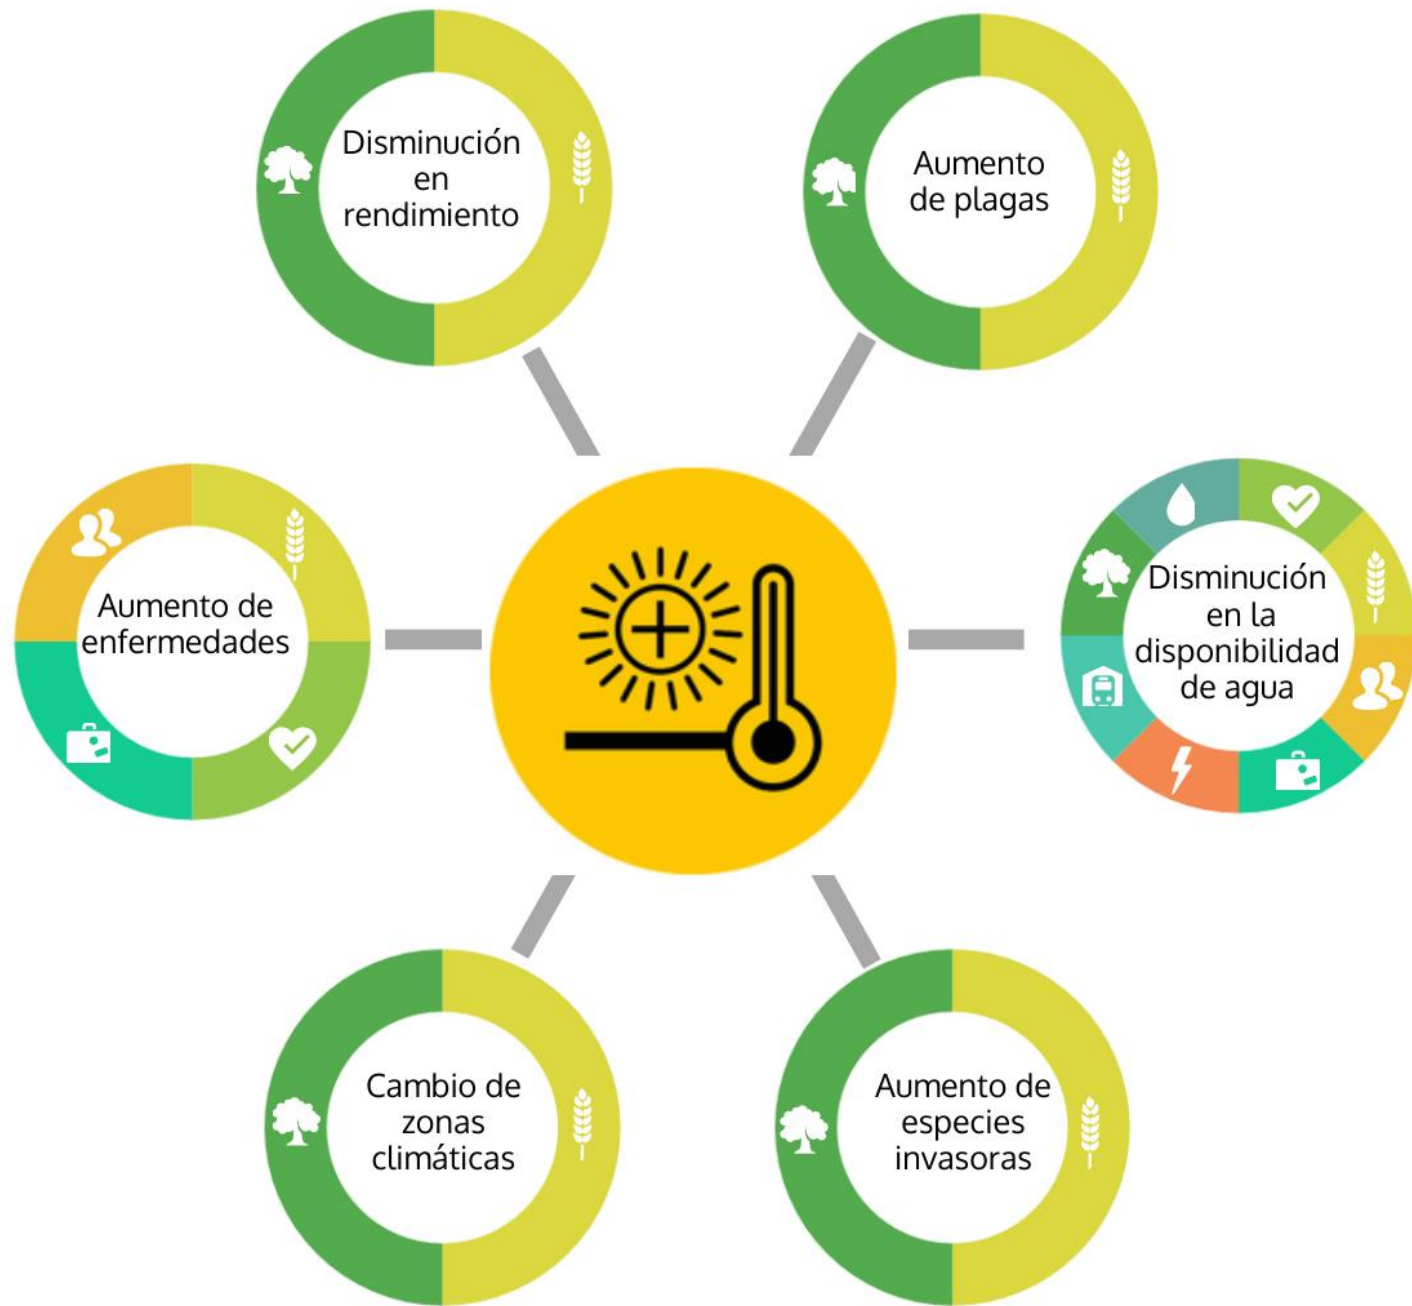 Disminución
en
rendimiento
Aumento
de plagas
Aumento de
enfermedades
Disminución
en la
disponibilidad
de agua
Cambio de
zonas
climáticas
Aumento de
especies
invasoras